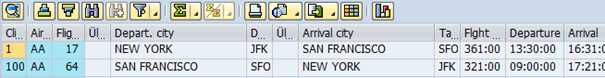 Cli... Air... Flig... Ül... Depart. city D... Ül... Arrival city Ta... Flght ... Departure Arrival ...
1 AA 17 NEW YORK JFK SAN FRANCISCO SFO 361:00 13:30:00 16:31:
100 AA 64 SAN FRANCISCO SFO NEW YORK JFK 321:00 09:00:00 17:21: